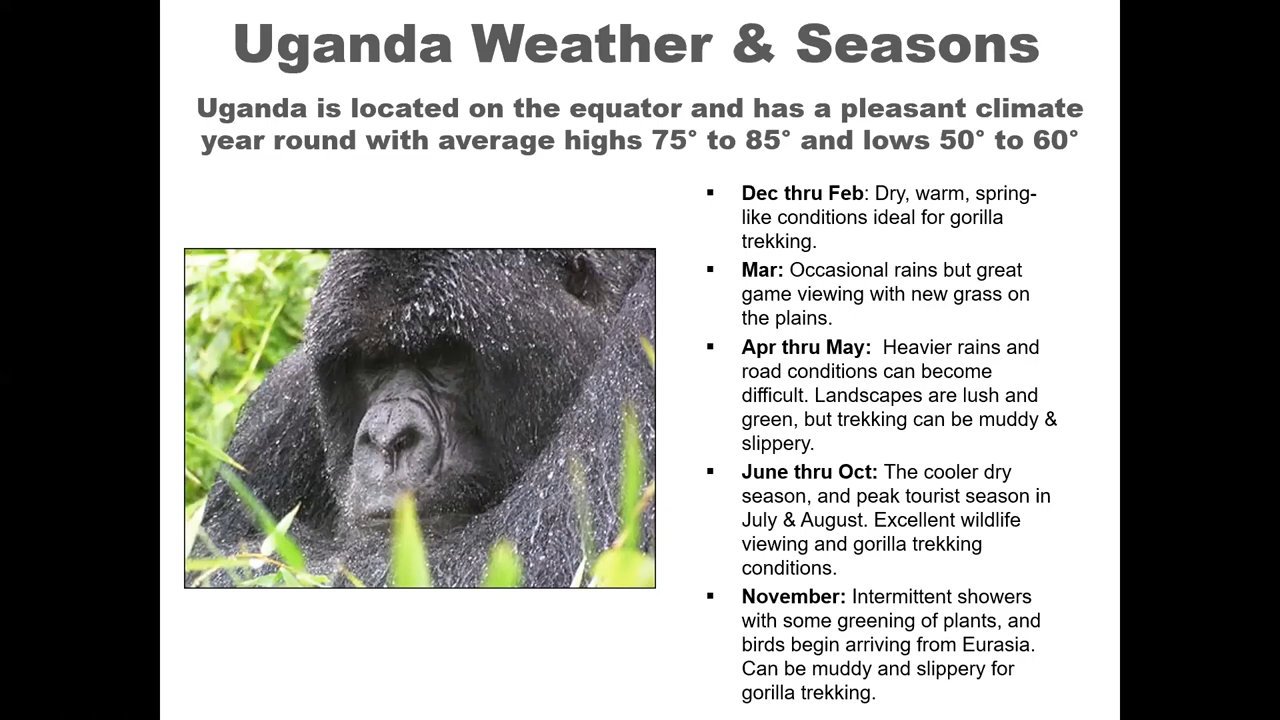 Uganda Weather & Seasons
Uganda is located on the equator and has a pleasant climate
year round with average highs 75° to 85° and lows 50° to 60°
▪ Dec thru Feb: Dry, warm, spring-
like conditions ideal for gorilla
trekking.
▪ Mar: Occasional rains but great
game viewing with new grass on
the plains.
▪ Apr thru May:  Heavier rains and
road conditions can become
difficult. Landscapes are lush and
green, but trekking can be muddy &
slippery.
▪ June thru Oct: The cooler dry
season, and peak tourist season in
July & August. Excellent wildlife
viewing and gorilla trekking
conditions.
▪ November: Intermittent showers
with some greening of plants, and
birds begin arriving from Eurasia.
Can be muddy and slippery for
gorilla trekking.